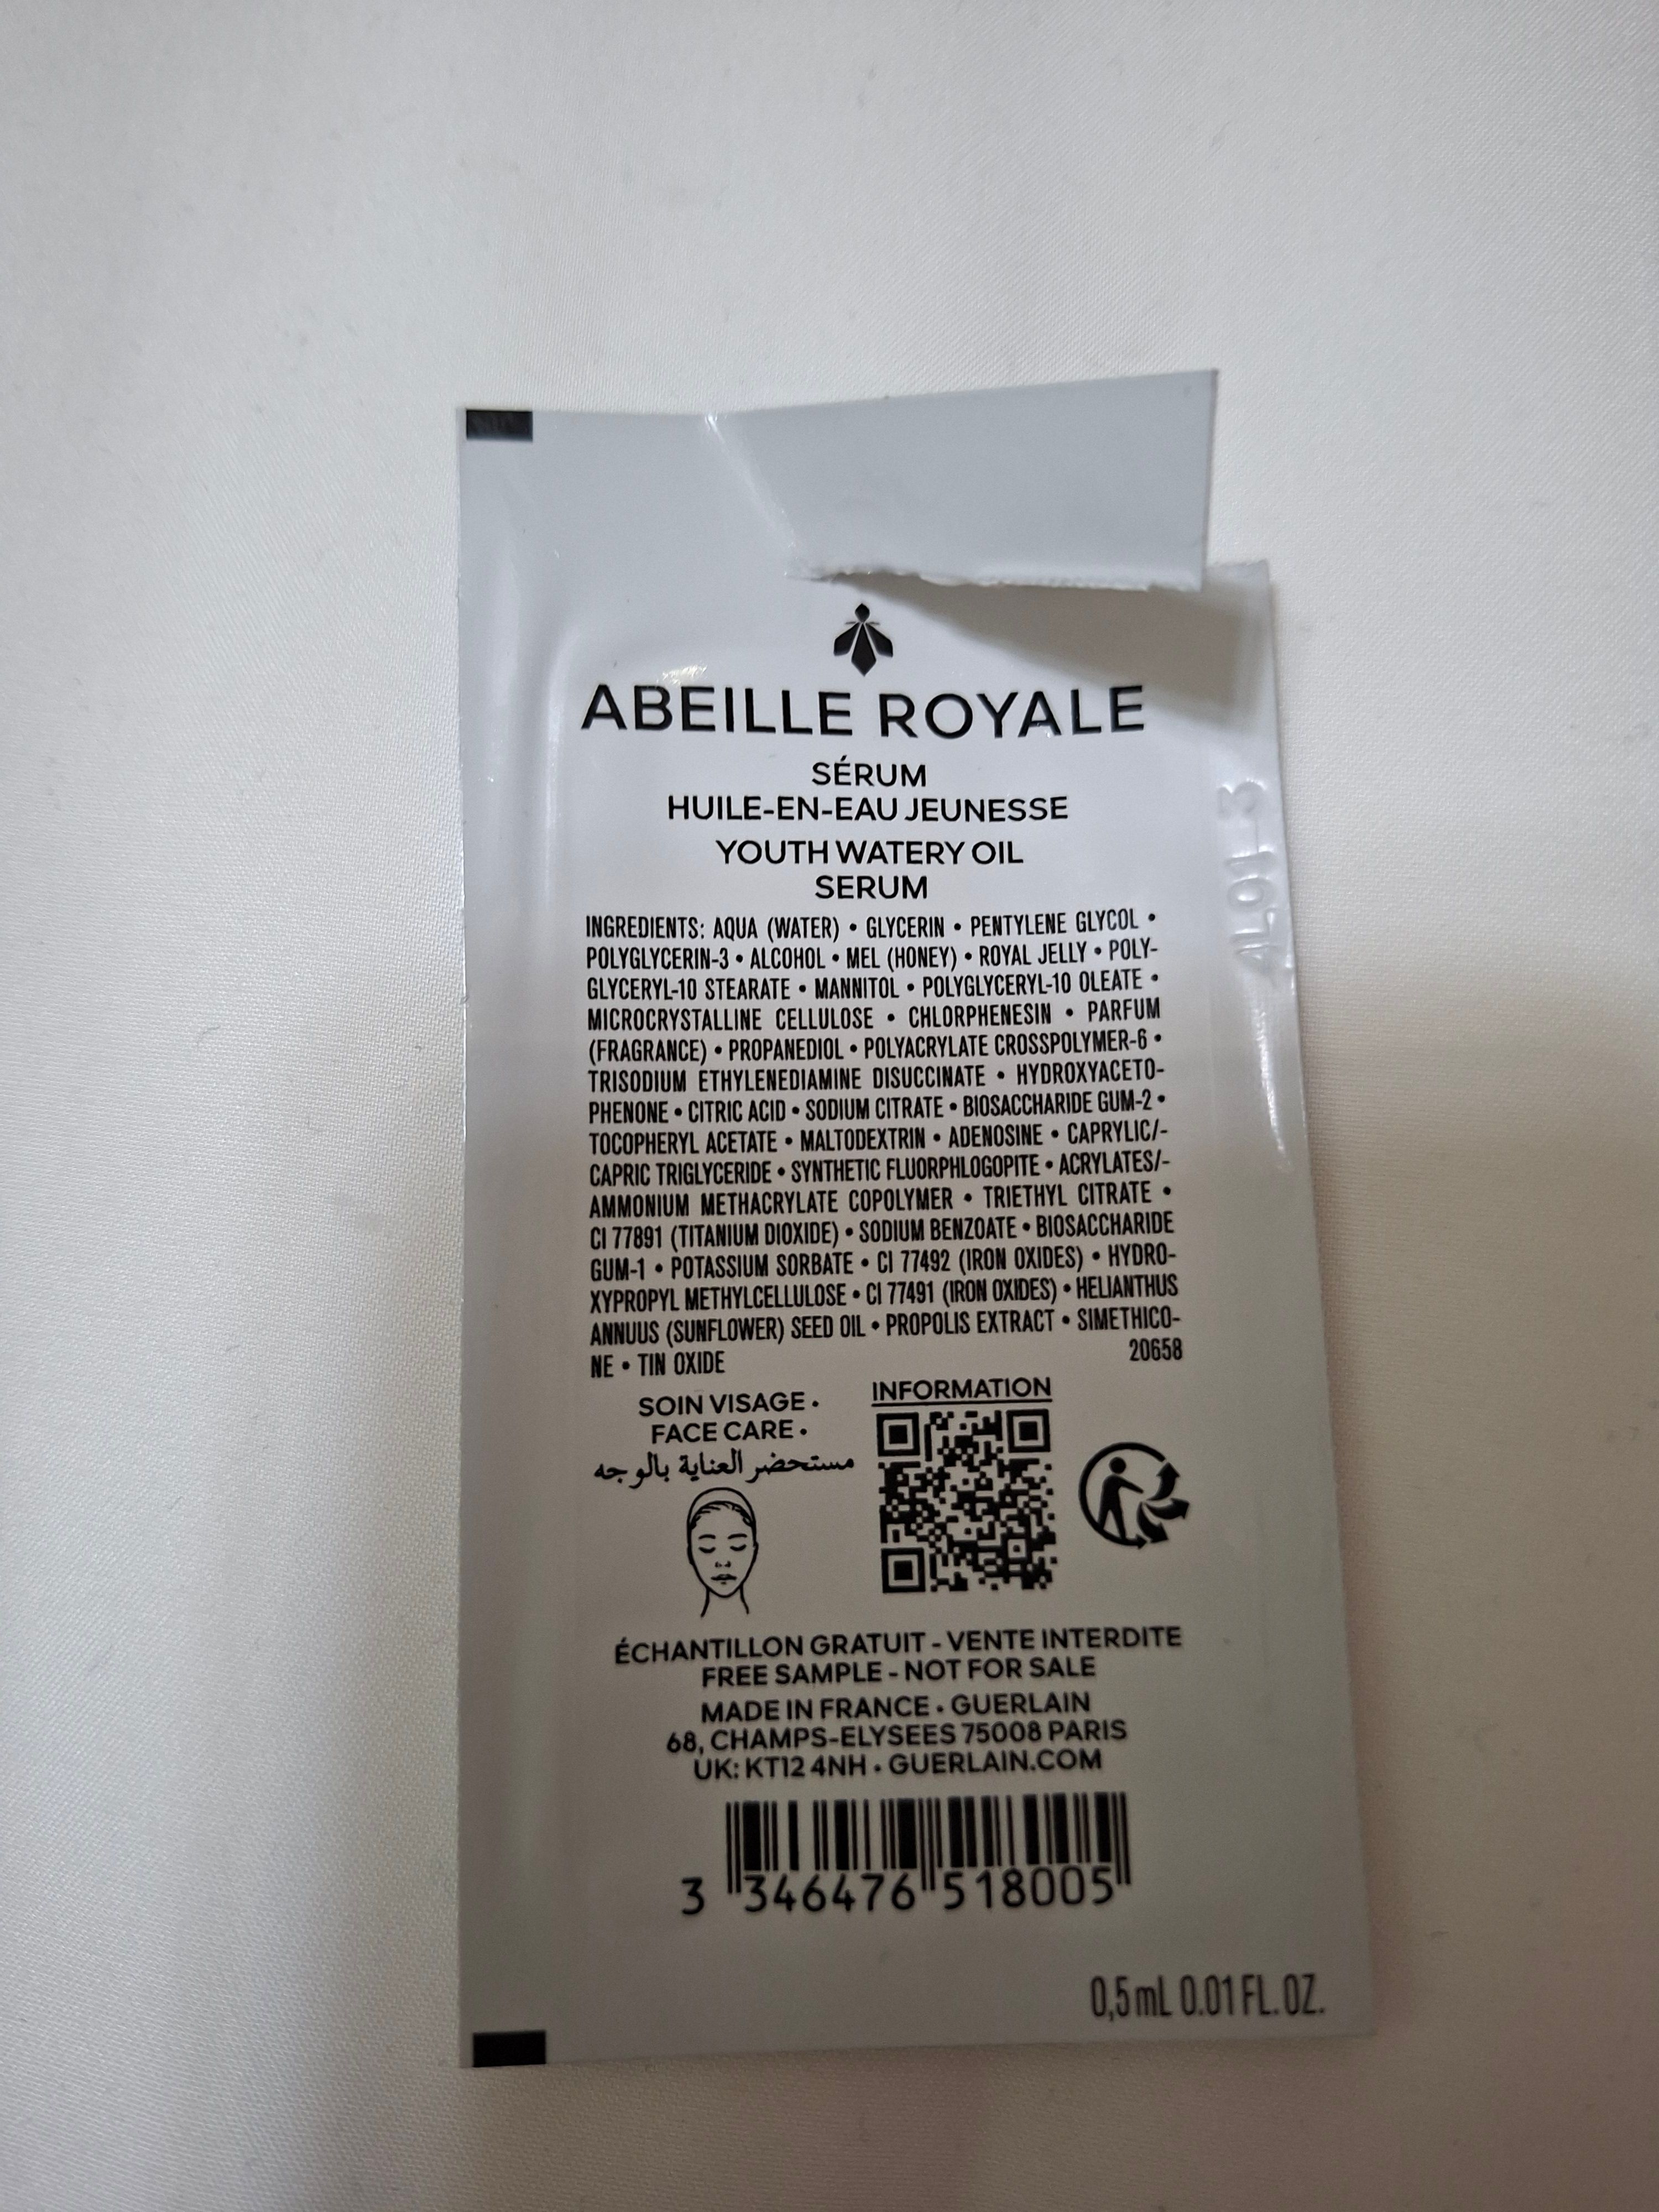 ABEILLE ROYALE
SÉRUM
HUILE-EN-EAU JEUNESSE
YOUTH WATERY OIL
SERUM
INGREDIENTS: AQUA (WATER) • GLYCERIN • PENTYLENE GLYCOL •
POLYGLYCERIN-3 • ALCOHOL • MEL (HONEY) • ROYAL JELLY • POLY-
GLYCERYL-10 STEARATE • MANNITOL • POLYGLYCERYL-10 OLEATE •
MICROCRYSTALLINE CELLULOSE • CHLORPHENESIN • PARFUM
(FRAGRANCE) • PROPANEDIOL • POLYACRYLATE CROSSPOLYMER-6 •
TRISODIUM ETHYLENEDIAMINE DISUCCINATE • HYDROXYACETO-
PHENONE • CITRIC ACID • SODIUM CITRATE • BIOSACCHARIDE GUM-2 •
TOCOPHERYL ACETATE • MALTODEXTRIN • ADENOSINE • CAPRYLIC/-
CAPRIC TRIGLYCERIDE • SYNTHETIC FLUORPHLOGOPITE • ACRYLATES/-
AMMONIUM METHACRYLATE COPOLYMER • TRIETHYL CITRATE •
CI 77891 (TITANIUM DIOXIDE) • SODIUM BENZOATE • BIOSACCHARIDE
GUM-1 • POTASSIUM SORBATE • CI 77492 (IRON OXIDES) • HYDRO-
XYPROPYL METHYLCELLULOSE • CI 77491 (IRON OXIDES) • HELIANTHUS
ANNUUS (SUNFLOWER) SEED OIL • PROPOLIS EXTRACT • SIMETHICO-
NE • TIN OXIDE 20658
SOIN VISAGE •
FACE CARE •
مستحضر العناية بالوجه
INFORMATION
ÉCHANTILLON GRATUIT - VENTE INTERDITE
FREE SAMPLE - NOT FOR SALE
MADE IN FRANCE • GUERLAIN
68, CHAMPS-ELYSEES 75008 PARIS
UK: KT12 4NH • GUERLAIN.COM
3 346476 518005
0,5 mL 0.01 FL. OZ.